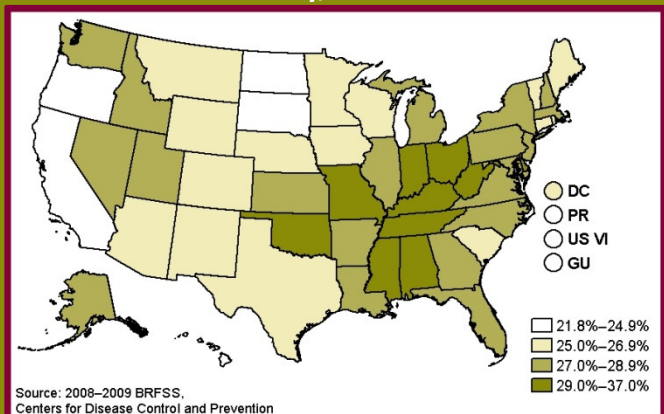 DC
PR
US VI
GU
21.8%–24.9%
25.0%–26.9%
27.0%–28.9%
29.0%–37.0%
Source: 2008–2009 BRFSS,
Centers for Disease Control and Prevention